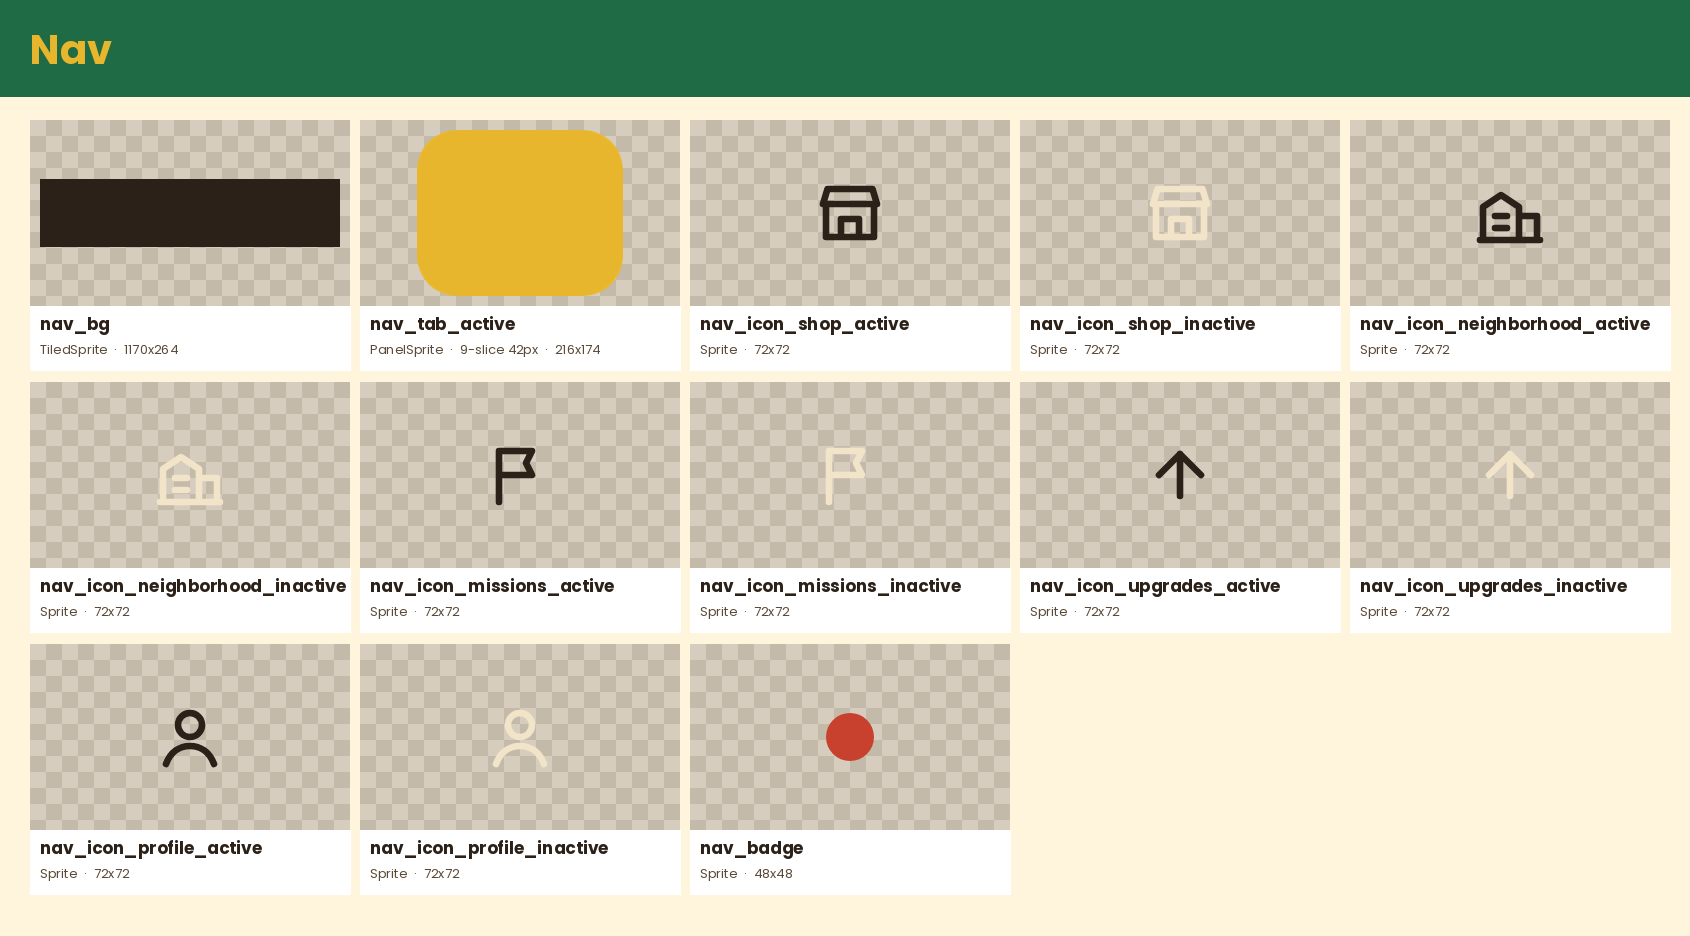 Nav
nav_bg
TiledSprite · 1170x264
nav_tab_active
PanelSprite · 9-slice 42px · 216x174
nav_icon_shop_active
Sprite · 72x72
nav_icon_shop_inactive
Sprite · 72x72
nav_icon_neighborhood_active
Sprite · 72x72
nav_icon_neighborhood_inactive
Sprite · 72x72
nav_icon_missions_active
Sprite · 72x72
nav_icon_missions_inactive
Sprite · 72x72
nav_icon_upgrades_active
Sprite · 72x72
nav_icon_upgrades_inactive
Sprite · 72x72
nav_icon_profile_active
Sprite · 72x72
nav_icon_profile_inactive
Sprite · 72x72
nav_badge
Sprite · 48x48